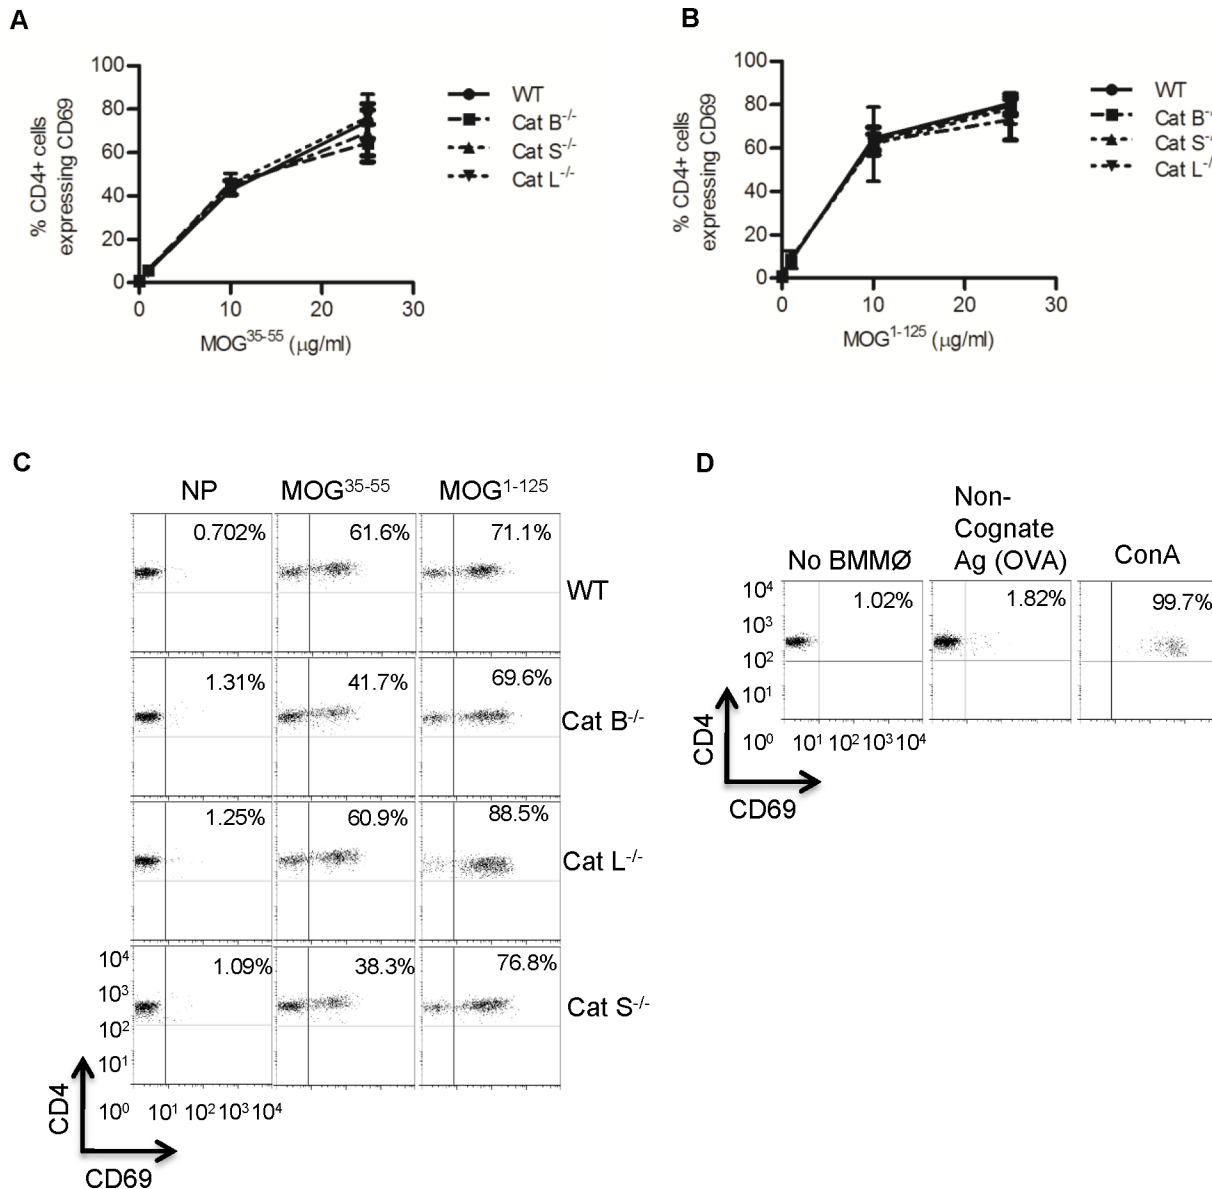 A
100
80
60
40
20
0
% CD4+ cells
expressing CD69
0 10 20 30
MOG³⁵⁻⁵⁵ (μg/ml)
WT
Cat B⁻/⁻
Cat S⁻/⁻
Cat L⁻/⁻
B
100
80
60
40
20
0
% CD4+ cells
expressing CD69
0 10 20 30
MOG¹⁻¹²⁵ (μg/ml)
WT
Cat B⁻/
Cat S⁻/
Cat L⁻/
C
NP MOG³⁵⁻⁵⁵ MOG¹⁻¹²⁵
0.702% 61.6% 71.1%
WT
1.31% 41.7% 69.6%
Cat B⁻/⁻
1.25% 60.9% 88.5%
Cat L⁻/⁻
1.09% 38.3% 76.8%
Cat S⁻/⁻
10⁴
10³
10²
10¹
10⁰ 10¹ 10² 10³ 10⁴
CD4
CD69
D
No BMMØ
Non-
Cognate
Ag (OVA)
ConA
1.02% 1.82% 99.7%
10⁴
10³
10²
10¹
10⁰ 10¹ 10² 10³ 10⁴
CD4
CD69